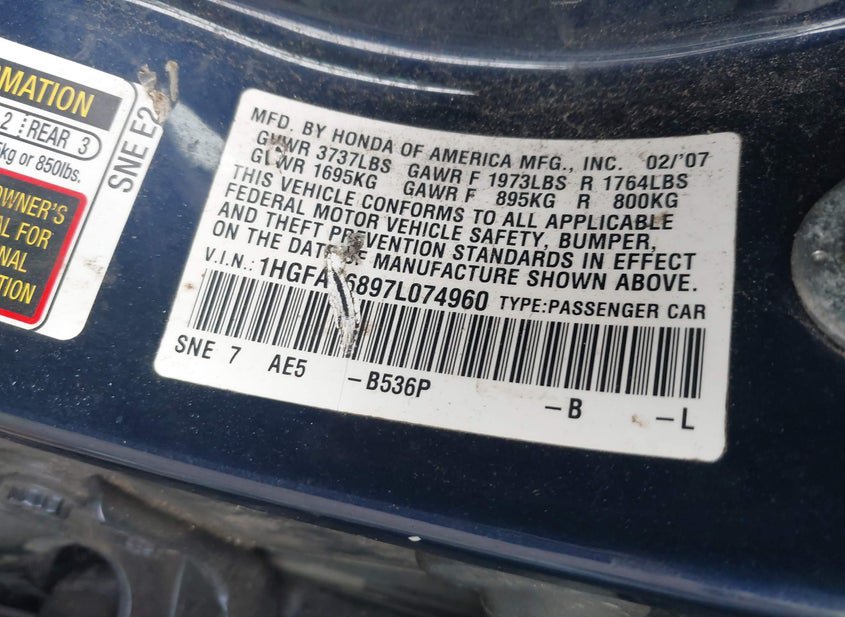 MATION
2 REAR 3
kg or 850lbs.
OWNER'S
AL FOR
NAL
SNE E2
MFD. BY HONDA OF AMERICA MFG., INC. 02/'07
GVWR 3737LBS GAWR F 1973LBS R 1764LBS
GVWR 1695KG GAWR F 895KG R 800KG
THIS VEHICLE CONFORMS TO ALL APPLICABLE
FEDERAL MOTOR VEHICLE SAFETY, BUMPER,
AND THEFT PREVENTION STANDARDS IN EFFECT
ON THE DATE OF MANUFACTURE SHOWN ABOVE.
V.I.N.: TYPE:PASSENGER CAR
SNE 7 AE5 -B536P -B -L